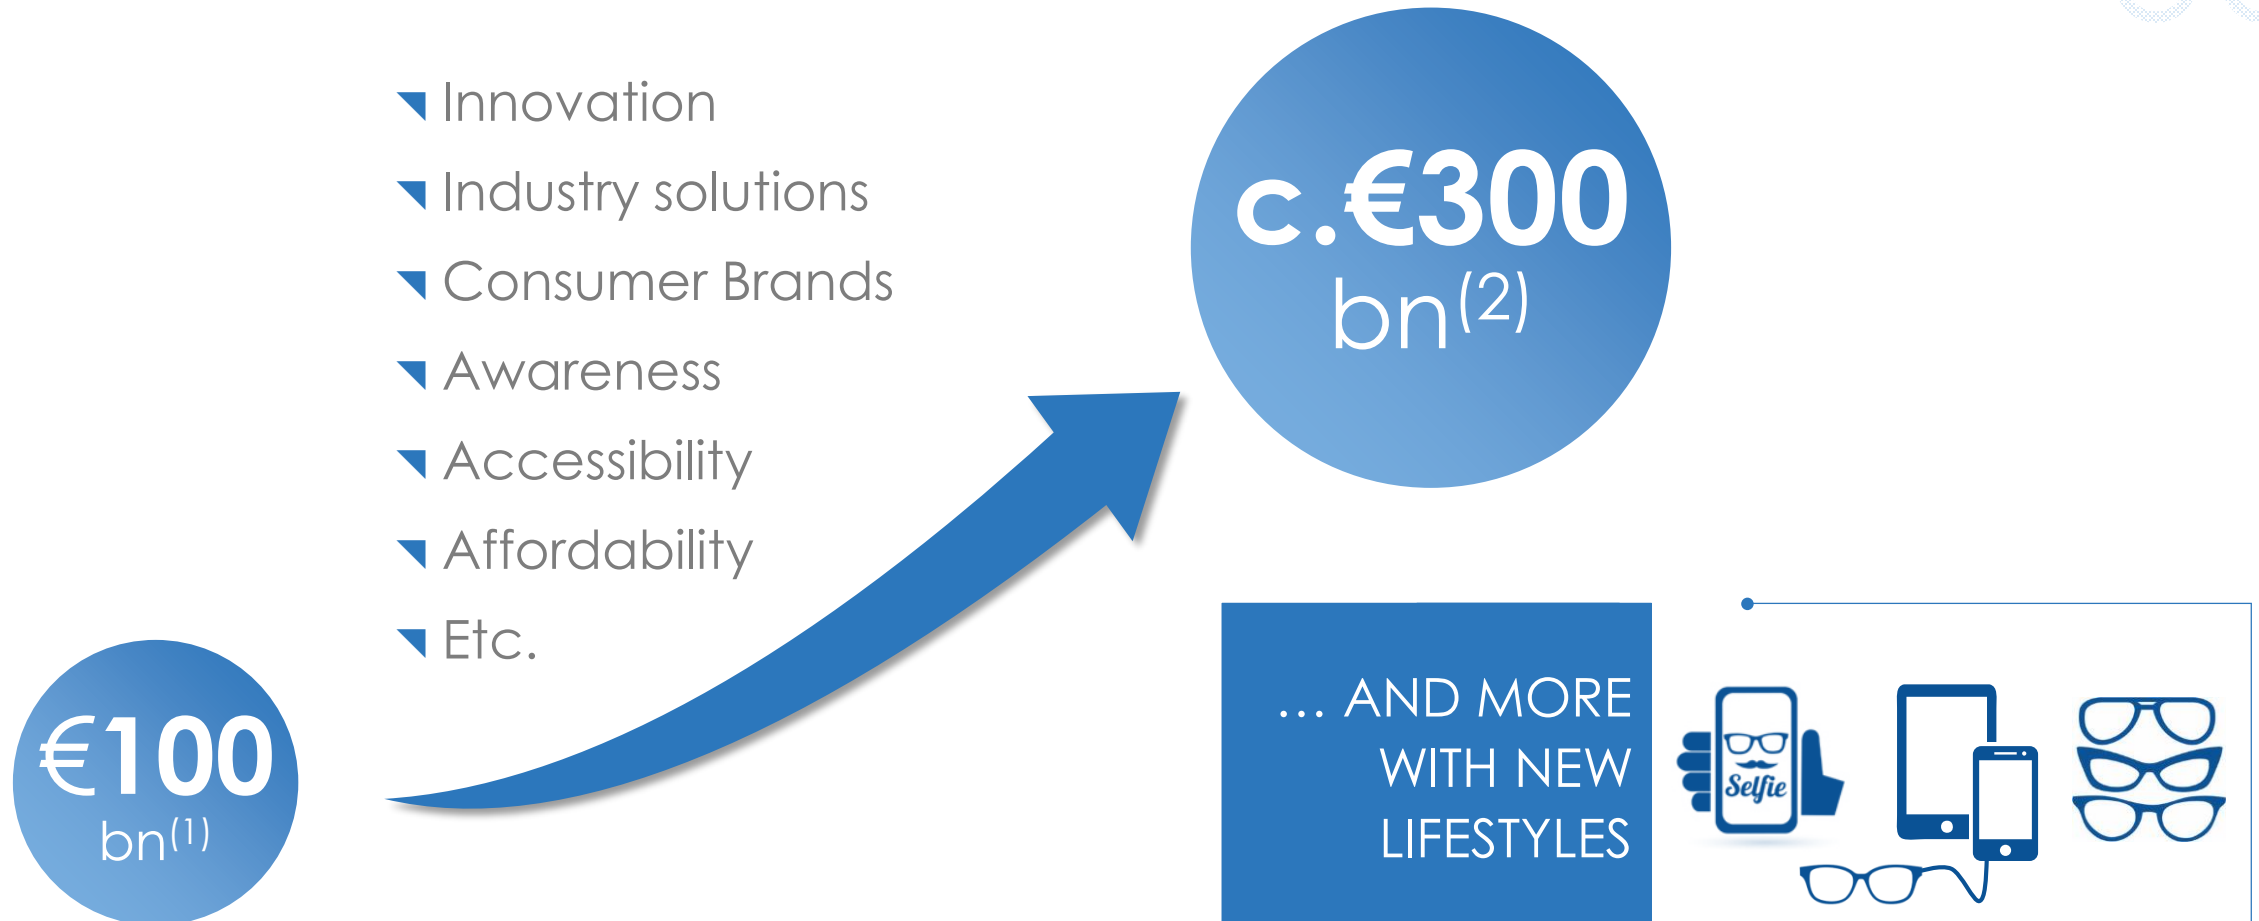 Innovation
Industry solutions
Consumer Brands
Awareness
Accessibility
Affordability
Etc.
€100
bn(1)
c.€300
bn(2)
... AND MORE
WITH NEW
LIFESTYLES
Selfie